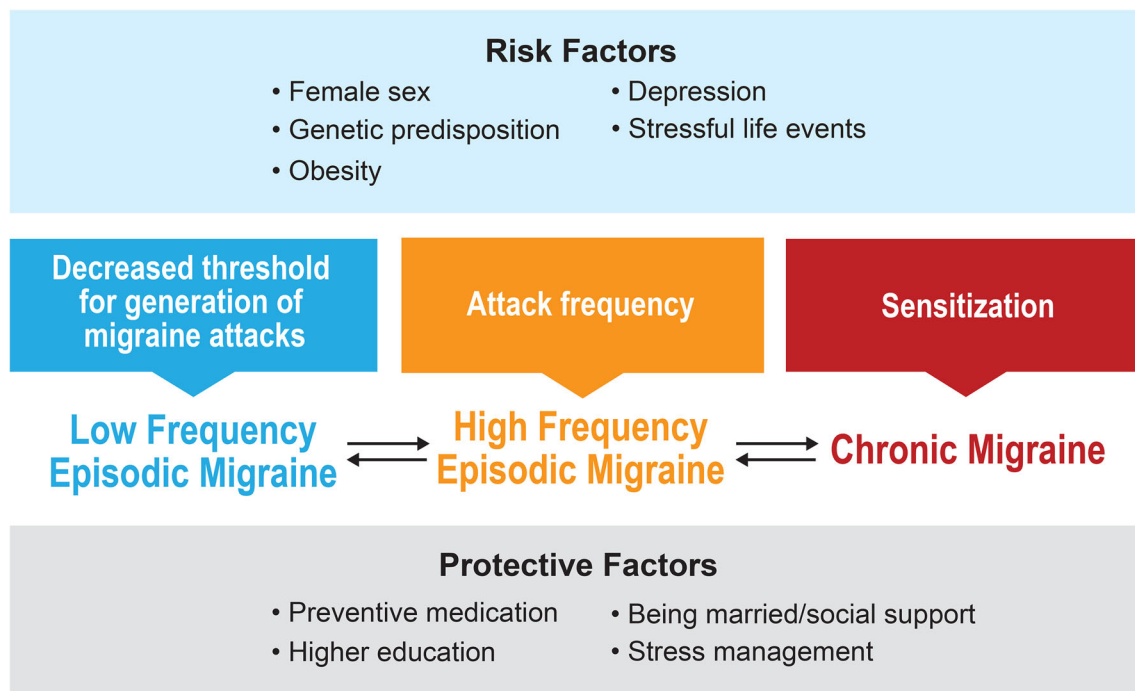 Risk Factors
• Female sex
• Genetic predisposition
• Obesity
• Depression
• Stressful life events
Decreased threshold
for generation of
migraine attacks
Attack frequency
Sensitization
Low Frequency
Episodic Migraine
High Frequency
Episodic Migraine
Chronic Migraine
Protective Factors
• Preventive medication
• Higher education
• Being married/social support
• Stress management